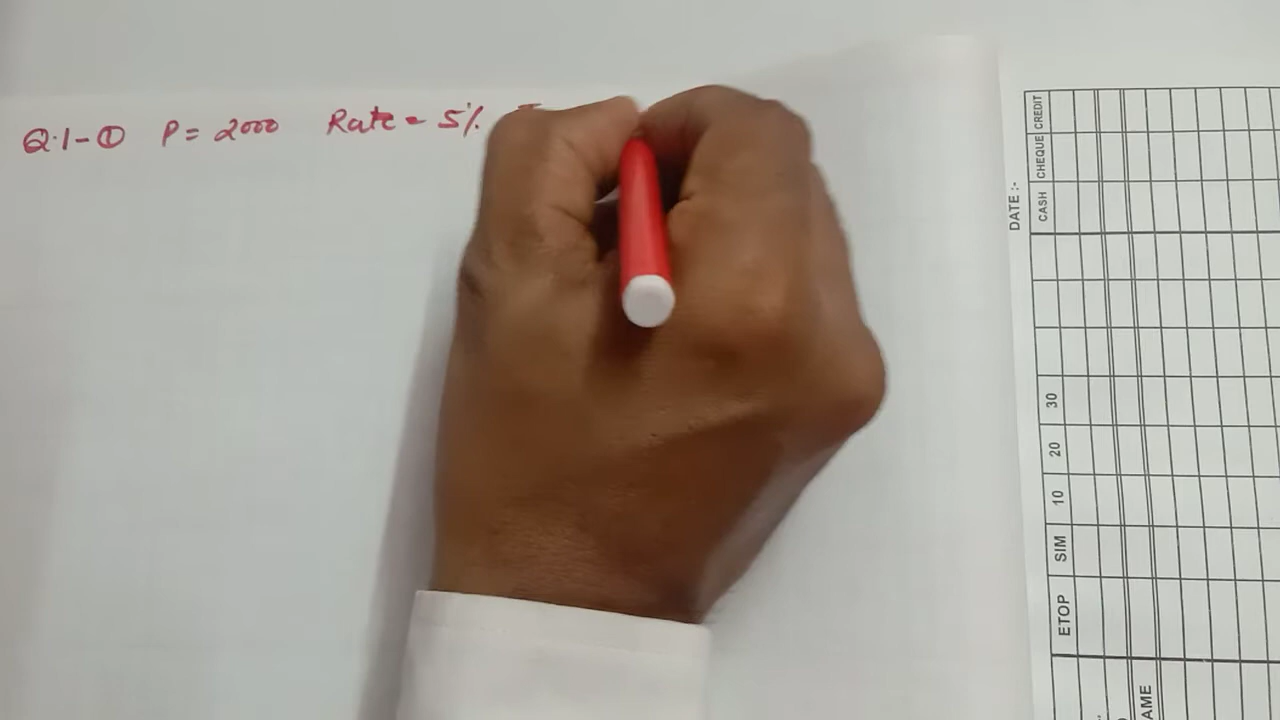 Q.1-① P = 2000 Rate = 5%
DATE :-
CASH CHEQUE CREDIT
ETOP SIM 10 20 30